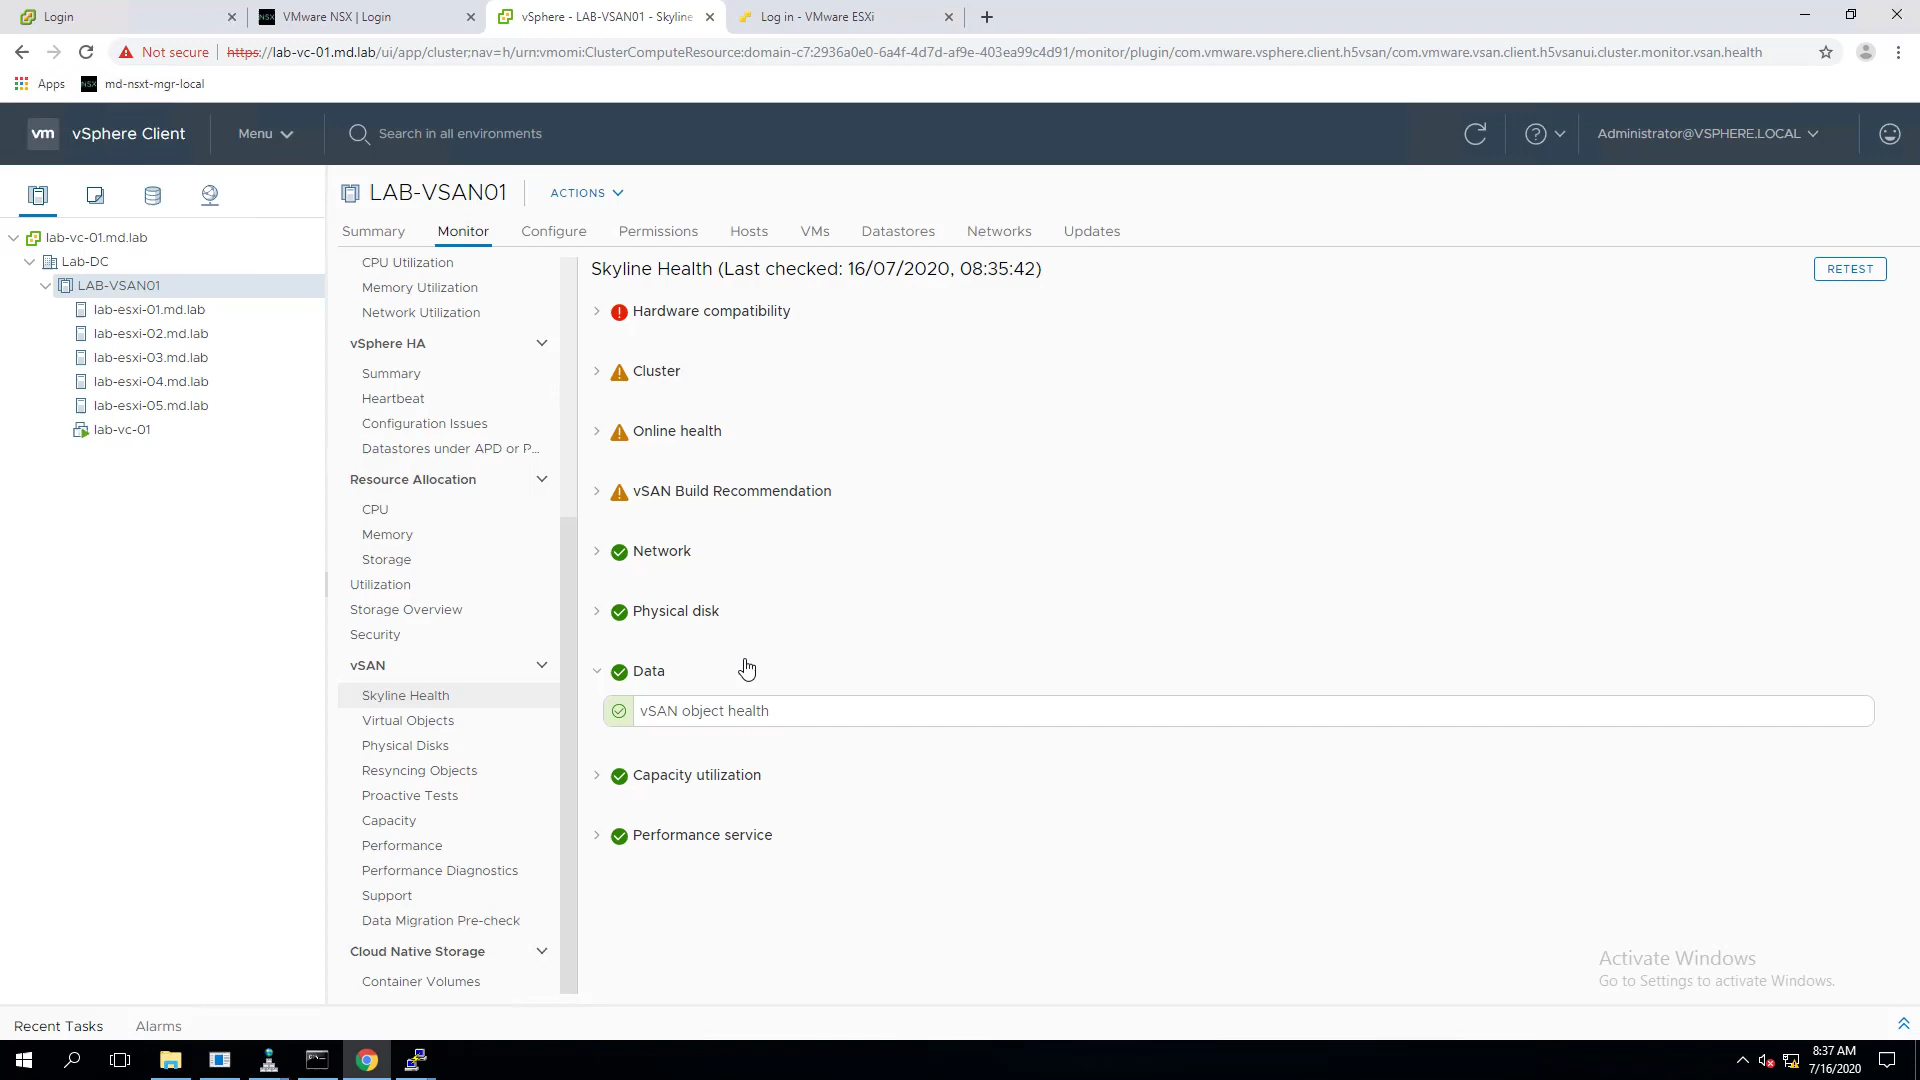 Login
NSX
VMware NSX | Login
vSphere - LAB-VSAN01 - Skyline
Log in - VMware ESXi
Not secure
https://lab-vc-01.md.lab/ui/app/cluster;nav=h/urn:vmomi:ClusterComputeResource:domain-c7:2936a0e0-6a4f-4d7d-af9e-403ea99c4d91/monitor/plugin/com.vmware.vsphere.client.h5vsan/com.vmware.vsan.client.h5vsanui.cluster.monitor.vsan.health
Apps
NSX
md-nsxt-mgr-local
vm
vSphere Client
Menu
Search in all environments
Administrator@VSPHERE.LOCAL
lab-vc-01.md.lab
Lab-DC
LAB-VSAN01
lab-esxi-01.md.lab
lab-esxi-02.md.lab
lab-esxi-03.md.lab
lab-esxi-04.md.lab
lab-esxi-05.md.lab
lab-vc-01
LAB-VSAN01
ACTIONS
Summary
Monitor
Configure
Permissions
Hosts
VMs
Datastores
Networks
Updates
CPU Utilization
Memory Utilization
Network Utilization
vSphere HA
Summary
Heartbeat
Configuration Issues
Datastores under APD or P...
Resource Allocation
CPU
Memory
Storage
Utilization
Storage Overview
Security
vSAN
Skyline Health
Virtual Objects
Physical Disks
Resyncing Objects
Proactive Tests
Capacity
Performance
Performance Diagnostics
Support
Data Migration Pre-check
Cloud Native Storage
Container Volumes
Skyline Health (Last checked: 16/07/2020, 08:35:42)
RETEST
Hardware compatibility
Cluster
Online health
vSAN Build Recommendation
Network
Physical disk
Data
vSAN object health
Capacity utilization
Performance service
Activate Windows
Go to Settings to activate Windows.
Recent Tasks
Alarms
8:37 AM
7/16/2020